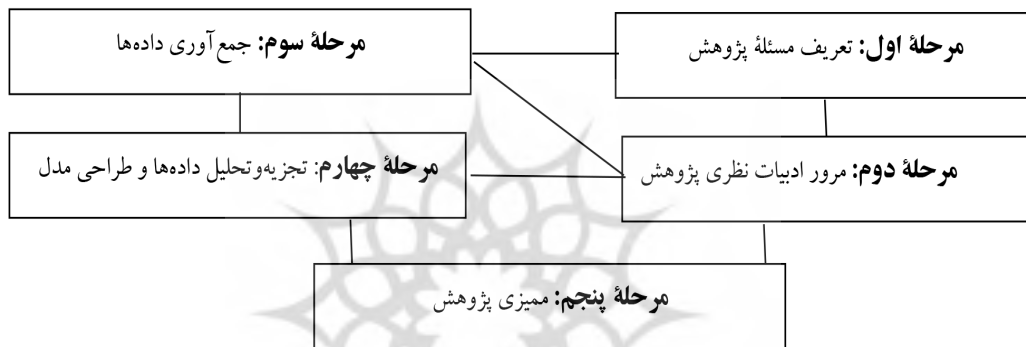 مرحلهٔ اول: تعریف مسئلهٔ پژوهش
مرحلهٔ سوم: جمع‌آوری داده‌ها
مرحلهٔ دوم: مرور ادبیات نظری پژوهش
مرحلهٔ چهارم: تجزیه‌وتحلیل داده‌ها و طراحی مدل
مرحلهٔ پنجم: ممیزی پژوهش